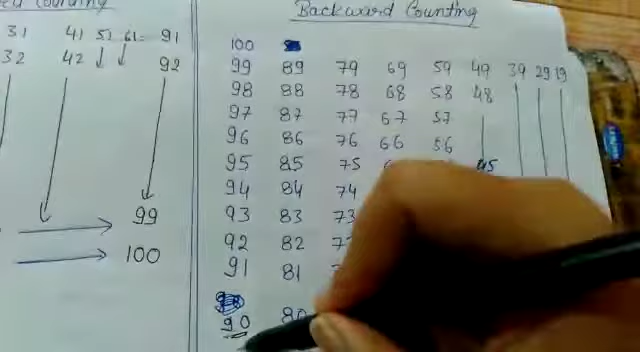 Counting
31 41 51 61 91
32 42 92
99
100
Backward Counting
100
99 89 79 69 59 49 39 29 19
98 88 78 68 58 48
97 87 77 67 57
96 86 76 66 56
95 85 75 45
94 84 74
93 83 73
92 82
91 81
90 80